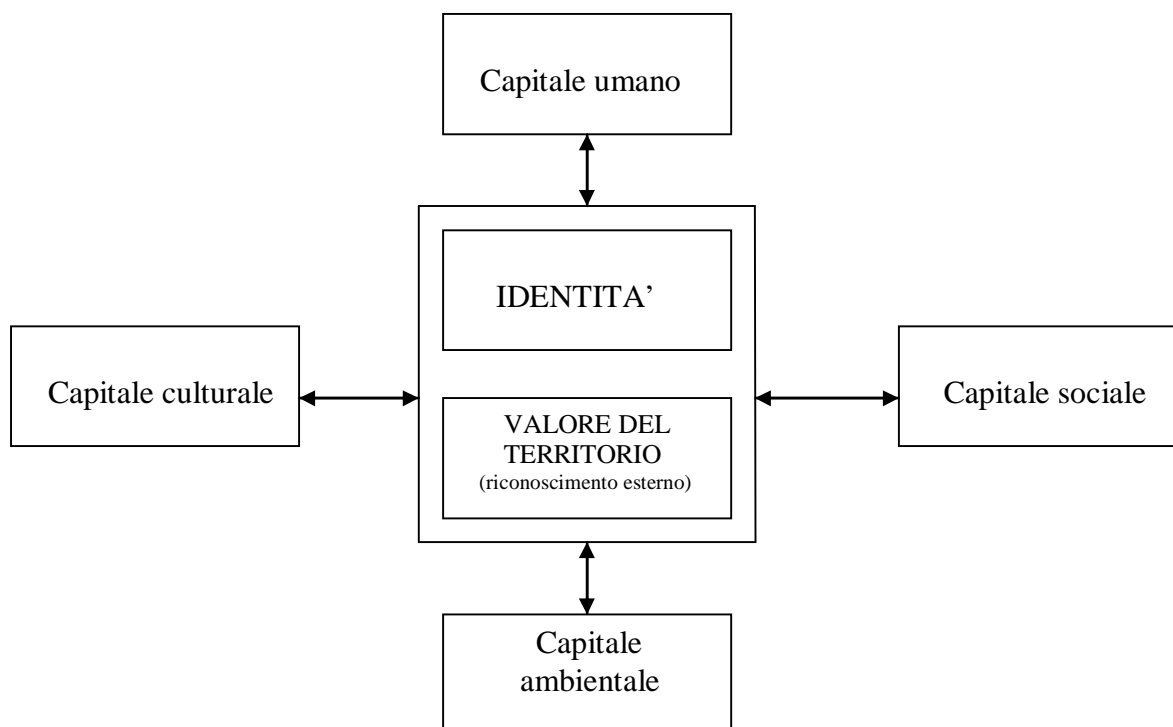 Capitale umano
IDENTITA’
Capitale culturale
Capitale sociale
VALORE DEL
TERRITORIO
(riconoscimento esterno)
Capitale
ambientale